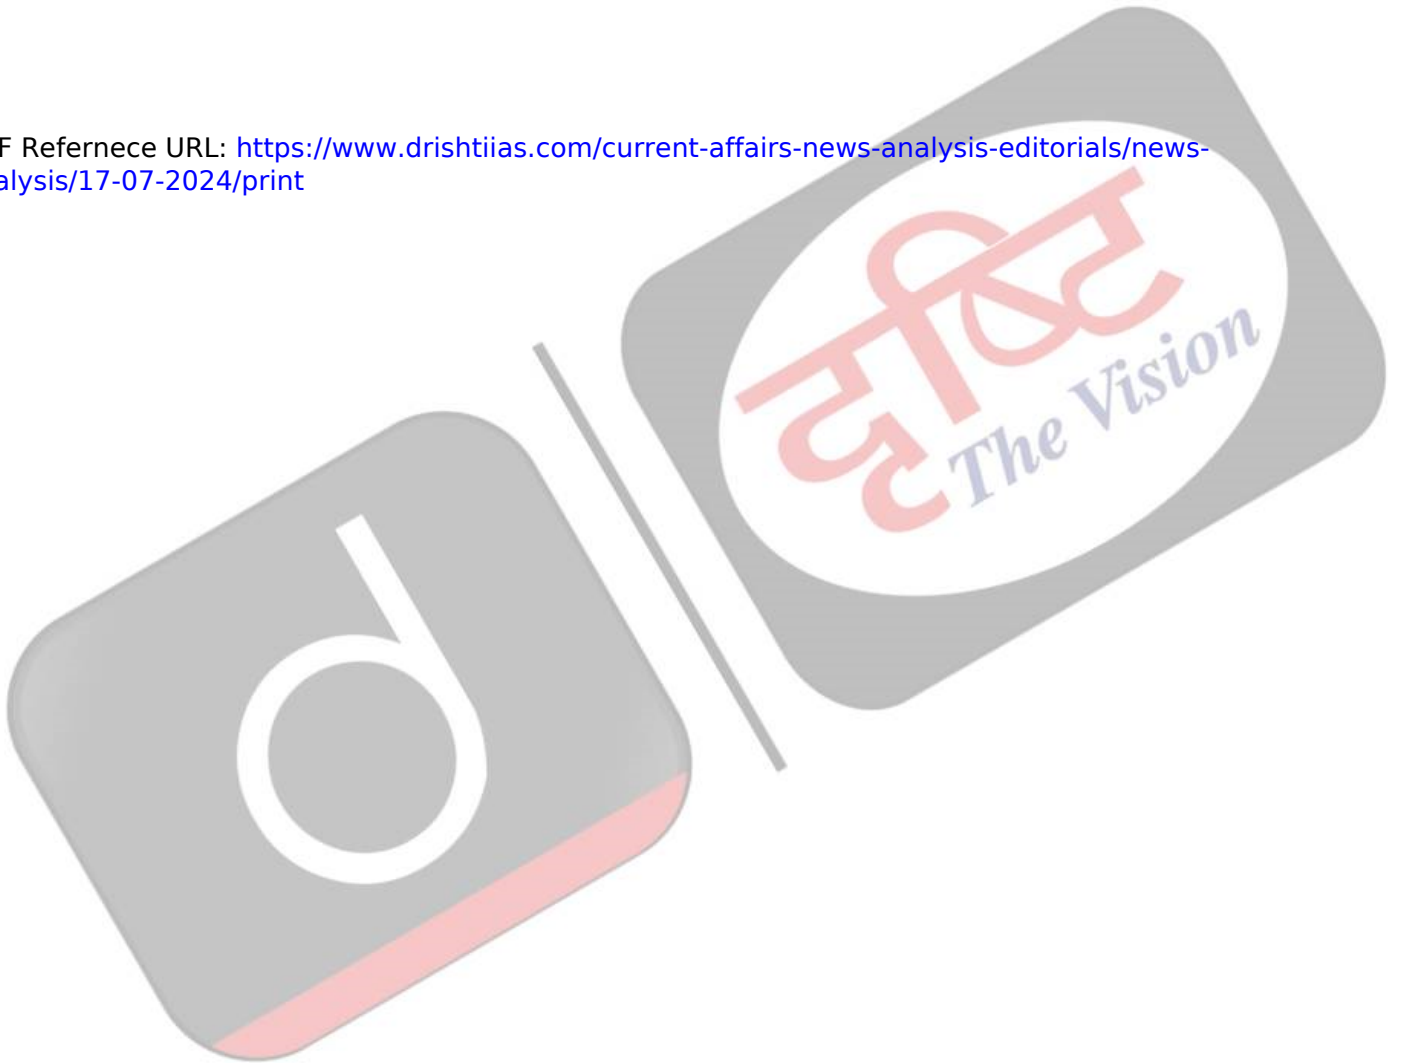 F Refernece URL: https://www.drishtiias.com/current-affairs-news-analysis-editorials/news-
alysis/17-07-2024/print
दृष्टि
The Vision
d